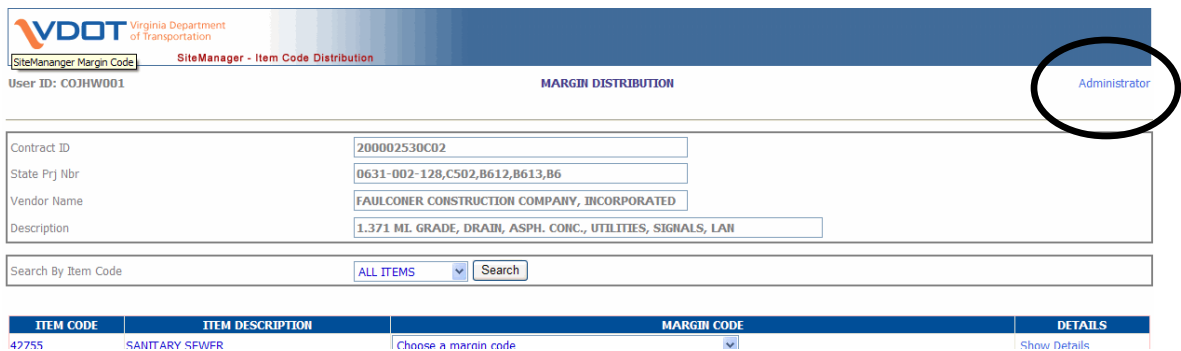 VDOT Virginia Department
of Transportation
SiteMananger Margin Code
SiteManager - Item Code Distribution
User ID: COJHW001 MARGIN DISTRIBUTION Administrator
Contract ID 200002530C02
State Prj Nbr 0631-002-128,C502,B612,B613,B6
Vendor Name FAULCONER CONSTRUCTION COMPANY, INCORPORATED
Description 1.371 MI. GRADE, DRAIN, ASPH. CONC., UTILITIES, SIGNALS, LAN
Search By Item Code ALL ITEMS Search
ITEM CODE ITEM DESCRIPTION MARGIN CODE DETAILS
42755 SANITARY SEWER Choose a margin code Show Details